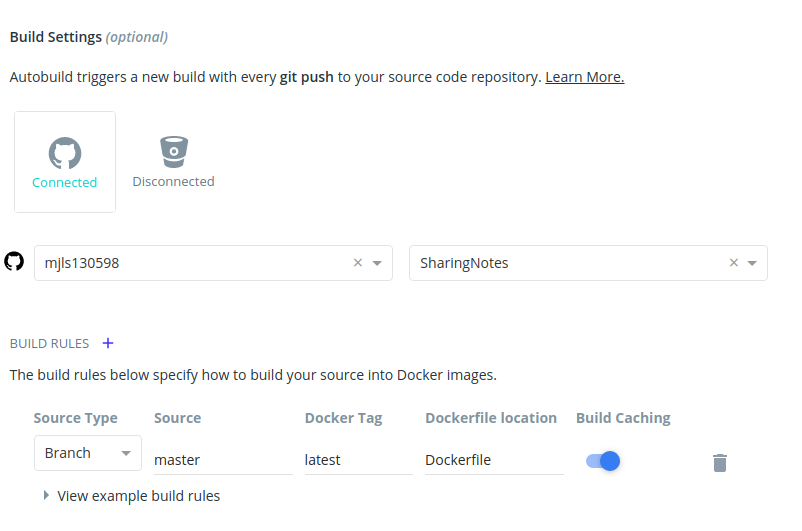 Build Settings (optional)
Autobuild triggers a new build with every git push to your source code repository. Learn More.
Connected
Disconnected
mjls130598
SharingNotes
BUILD RULES +
The build rules below specify how to build your source into Docker images.
Source Type Source Docker Tag Dockerfile location Build Caching
Branch master latest Dockerfile
View example build rules